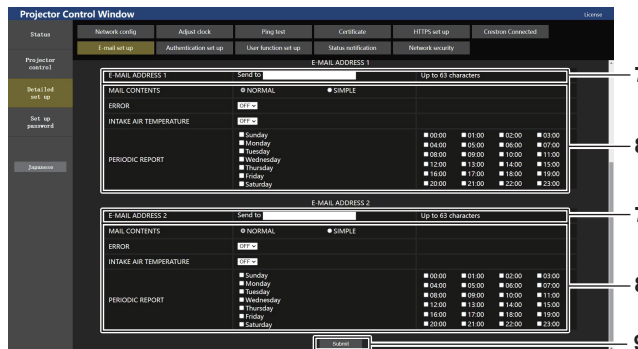 Projector Control Window
License
Status
Network config
Adjust clock
Ping test
Certificate
HTTPS set up
Crestron Connected
E-mail set up
Authentication set up
User function set up
Status notification
Network security
Projector control
Detailed set up
Set up password
Japanese
E-MAIL ADDRESS 1
E-MAIL ADDRESS 1 Send to Up to 63 characters
MAIL CONTENTS NORMAL SIMPLE
ERROR OFF
INTAKE AIR TEMPERATURE OFF
PERIODIC REPORT
Sunday 00:00 01:00 02:00 03:00
Monday 04:00 05:00 06:00 07:00
Tuesday 08:00 09:00 10:00 11:00
Wednesday 12:00 13:00 14:00 15:00
Thursday 16:00 17:00 18:00 19:00
Friday 20:00 21:00 22:00 23:00
Saturday
7
8
E-MAIL ADDRESS 2
E-MAIL ADDRESS 2 Send to Up to 63 characters
MAIL CONTENTS NORMAL SIMPLE
ERROR OFF
INTAKE AIR TEMPERATURE OFF
PERIODIC REPORT
Sunday 00:00 01:00 02:00 03:00
Monday 04:00 05:00 06:00 07:00
Tuesday 08:00 09:00 10:00 11:00
Wednesday 12:00 13:00 14:00 15:00
Thursday 16:00 17:00 18:00 19:00
Friday 20:00 21:00 22:00 23:00
Saturday
7
8
Submit
9